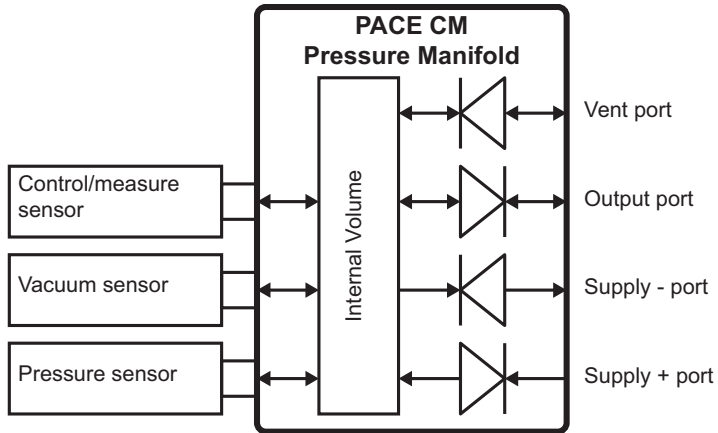 PACE CM
Pressure Manifold
Control/measure
sensor
Vacuum sensor
Pressure sensor
Internal Volume
Vent port
Output port
Supply - port
Supply + port